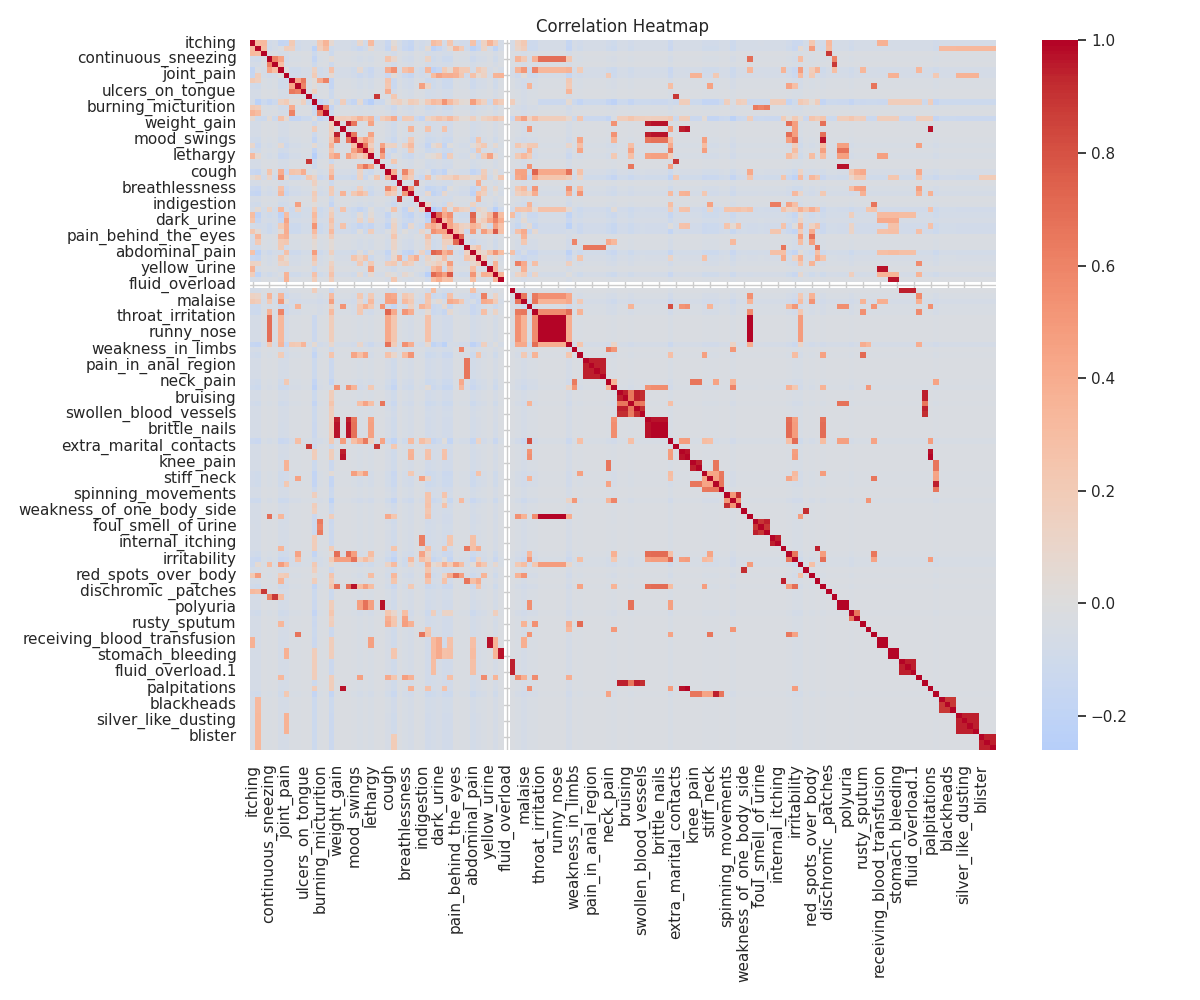 Correlation Heatmap
itching
continuous_sneezing
joint_pain
ulcers_on_tongue
burning_micturition
weight_gain
mood_swings
lethargy
cough
breathlessness
indigestion
dark_urine
pain_behind_the_eyes
abdominal_pain
yellow_urine
fluid_overload
malaise
throat_irritation
runny_nose
weakness_in_limbs
pain_in_anal_region
neck_pain
bruising
swollen_blood_vessels
brittle_nails
extra_marital_contacts
knee_pain
stiff_neck
spinning_movements
weakness_of_one_body_side
foul_smell_of urine
internal_itching
irritability
red_spots_over_body
dischromic _patches
polyuria
rusty_sputum
receiving_blood_transfusion
stomach_bleeding
fluid_overload.1
palpitations
blackheads
silver_like_dusting
blister
itching
continuous_sneezing
joint_pain
ulcers_on_tongue
burning_micturition
weight_gain
mood_swings
lethargy
cough
breathlessness
indigestion
dark_urine
pain_behind_the_eyes
abdominal_pain
yellow_urine
fluid_overload
malaise
throat_irritation
runny_nose
weakness_in_limbs
pain_in_anal_region
neck_pain
bruising
swollen_blood_vessels
brittle_nails
extra_marital_contacts
knee_pain
stiff_neck
spinning_movements
weakness_of_one_body_side
foul_smell_of urine
internal_itching
irritability
red_spots_over_body
dischromic _patches
polyuria
rusty_sputum
receiving_blood_transfusion
stomach_bleeding
fluid_overload.1
palpitations
blackheads
silver_like_dusting
blister
1.0
0.8
0.6
0.4
0.2
0.0
−0.2